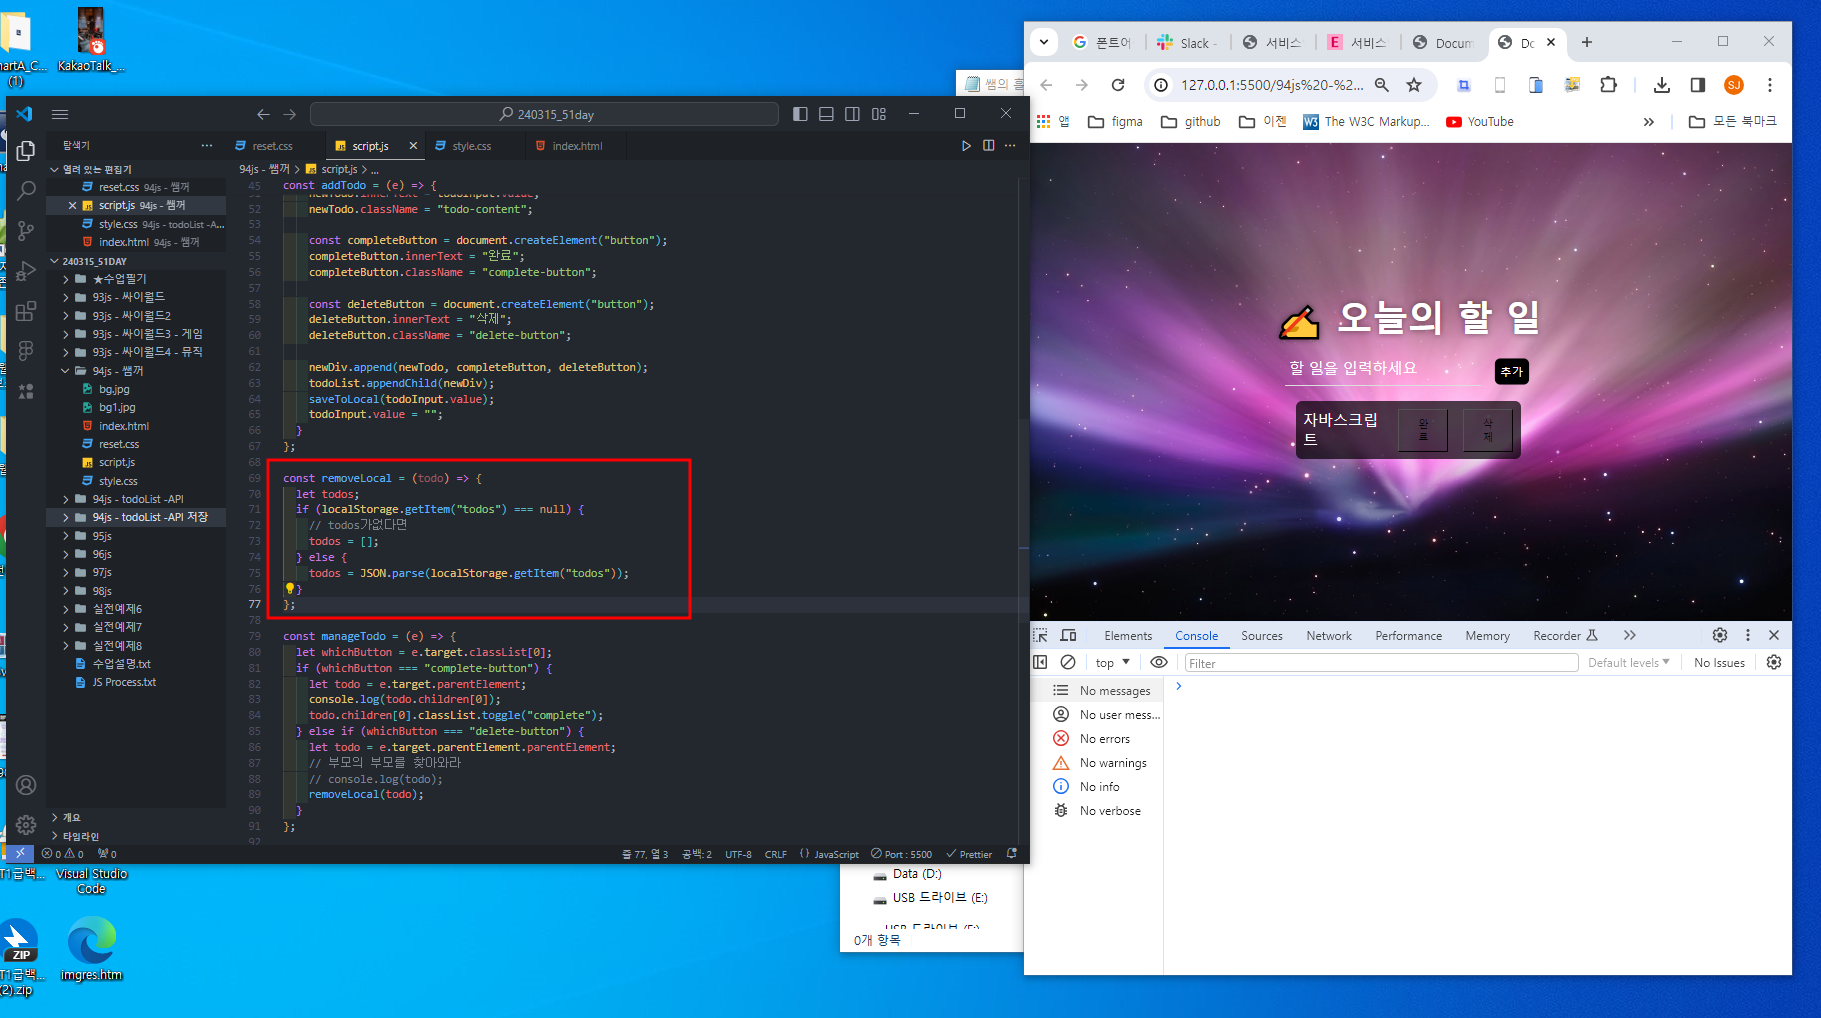 nartA_C...
(1)
KakaoTalk_...
240315_51day
탐색기
reset.css
script.js
style.css
index.html
94js - 쌤꺼 > script.js > ...
열려 있는 편집기
reset.css 94js - 쌤꺼
script.js 94js - 쌤꺼
style.css 94js - todoList -A...
index.html 94js - 쌤꺼
240315_51DAY
★수업필기
93js - 싸이월드
93js - 싸이월드2
93js - 싸이월드3 - 게임
93js - 싸이월드4 - 뮤직
94js - 쌤꺼
bg.jpg
bg1.jpg
index.html
reset.css
script.js
style.css
94js - todoList -API
94js - todoList -API 저장
95js
96js
97js
98js
실전예제6
실전예제7
실전예제8
수업설명.txt
JS Process.txt
개요
타임라인
45 const addTodo = (e) => {
52 newTodo.className = "todo-content";
53
54 const completeButton = document.createElement("button");
55 completeButton.innerText = "완료";
56 completeButton.className = "complete-button";
57
58 const deleteButton = document.createElement("button");
59 deleteButton.innerText = "삭제";
60 deleteButton.className = "delete-button";
61
62 newDiv.append(newTodo, completeButton, deleteButton);
63 todoList.appendChild(newDiv);
64 saveToLocal(todoInput.value);
65 todoInput.value = "";
66 }
67 };
68
69 const removeLocal = (todo) => {
70 let todos;
71 if (localStorage.getItem("todos") === null) {
72 // todos가없다면
73 todos = [];
74 } else {
75 todos = JSON.parse(localStorage.getItem("todos"));
76 }
77 };
78
79 const manageTodo = (e) => {
80 let whichButton = e.target.classList[0];
81 if (whichButton === "complete-button") {
82 let todo = e.target.parentElement;
83 console.log(todo.children[0]);
84 todo.children[0].classList.toggle("complete");
85 } else if (whichButton === "delete-button") {
86 let todo = e.target.parentElement.parentElement;
87 // 부모의 부모를 찾아와라
88 // console.log(todo);
89 removeLocal(todo);
90 }
91 };
92
0 0 0
줄 77, 열 3 공백: 2 UTF-8 CRLF {} JavaScript Port : 5500 Prettier
T1급백...
Visual Studio
Code
ZIP
T1급백...
(2).zip
imgres.htm
쌤의 흔
Data (D:)
USB 드라이브 (E:)
0개 항목
폰트어
Slack -
서비스
서비스
Docum
Dc
127.0.0.1:5500/94js%20-%2...
SJ
앱
figma
github
이젠
The W3C Markup...
YouTube
모든 북마크
오늘의 할 일
할 일을 입력하세요
추가
자바스크립
트
완
료
삭
제
Elements Console Sources Network Performance Memory Recorder
top Filter Default levels No Issues
No messages
No user mess...
No errors
No warnings
No info
No verbose